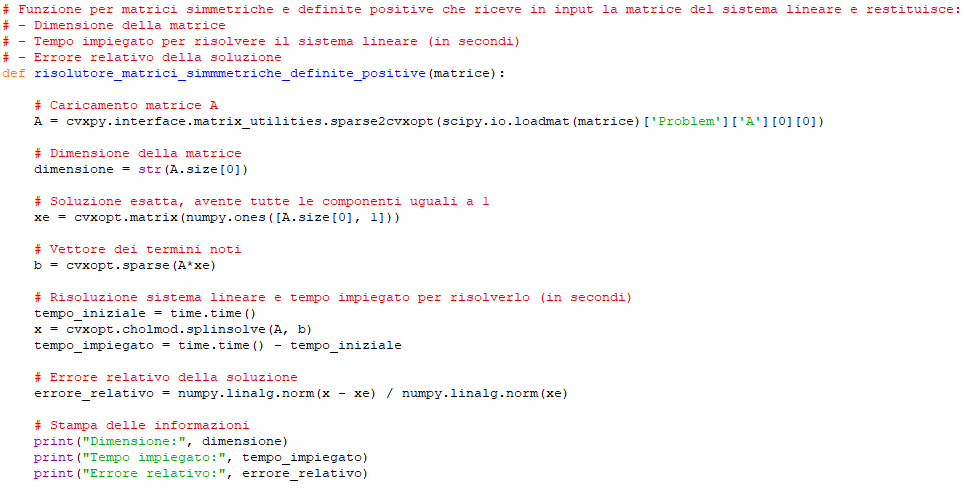 # Funzione per matrici simmetriche e definite positive che riceve in input la matrice del sistema lineare e restituisce:
# - Dimensione della matrice
# - Tempo impiegato per risolvere il sistema lineare (in secondi)
# - Errore relativo della soluzione
def risolutore_matrici_simmmetriche_definite_positive(matrice):
# Caricamento matrice A
A = cvxpy.interface.matrix_utilities.sparse2cvxopt(scipy.io.loadmat(matrice)['Problem']['A'][0][0])
# Dimensione della matrice
dimensione = str(A.size[0])
# Soluzione esatta, avente tutte le componenti uguali a 1
xe = cvxopt.matrix(numpy.ones([A.size[0], 1]))
# Vettore dei termini noti
b = cvxopt.sparse(A*xe)
# Risoluzione sistema lineare e tempo impiegato per risolverlo (in secondi)
tempo_iniziale = time.time()
x = cvxopt.cholmod.splinsolve(A, b)
tempo_impiegato = time.time() - tempo_iniziale
# Errore relativo della soluzione
errore_relativo = numpy.linalg.norm(x - xe) / numpy.linalg.norm(xe)
# Stampa delle informazioni
print("Dimensione:", dimensione)
print("Tempo impiegato:", tempo_impiegato)
print("Errore relativo:", errore_relativo)